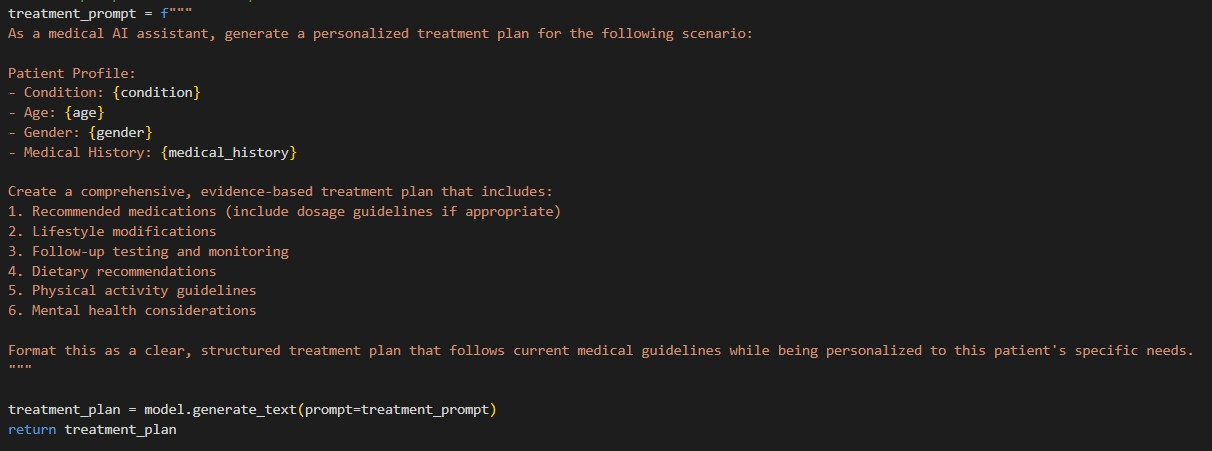 treatment_prompt = f"""
As a medical AI assistant, generate a personalized treatment plan for the following scenario:
Patient Profile:
- Condition: {condition}
- Age: {age}
- Gender: {gender}
- Medical History: {medical_history}
Create a comprehensive, evidence-based treatment plan that includes:
1. Recommended medications (include dosage guidelines if appropriate)
2. Lifestyle modifications
3. Follow-up testing and monitoring
4. Dietary recommendations
5. Physical activity guidelines
6. Mental health considerations
Format this as a clear, structured treatment plan that follows current medical guidelines while being personalized to this patient's specific needs.
"""
treatment_plan = model.generate_text(prompt=treatment_prompt)
return treatment_plan